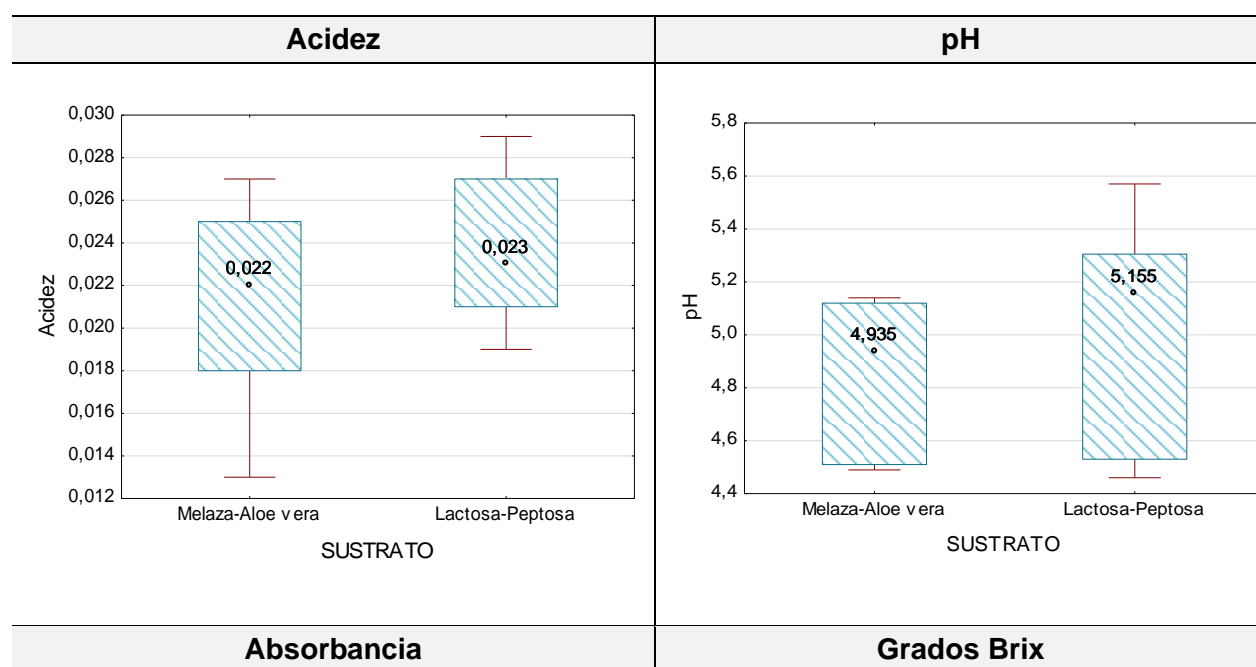 Acidez
pH
0,030
0,028
0,026
0,024
0,022
0,020
0,018
0,016
0,014
0,012
Acidez
0,022
0,023
Melaza-Aloe v era
Lactosa-Peptosa
SUSTRATO
5,8
5,6
5,4
5,2
5,0
4,8
4,6
4,4
pH
4,935
5,155
Melaza-Aloe v era
Lactosa-Peptosa
SUSTRATO
Absorbancia
Grados Brix